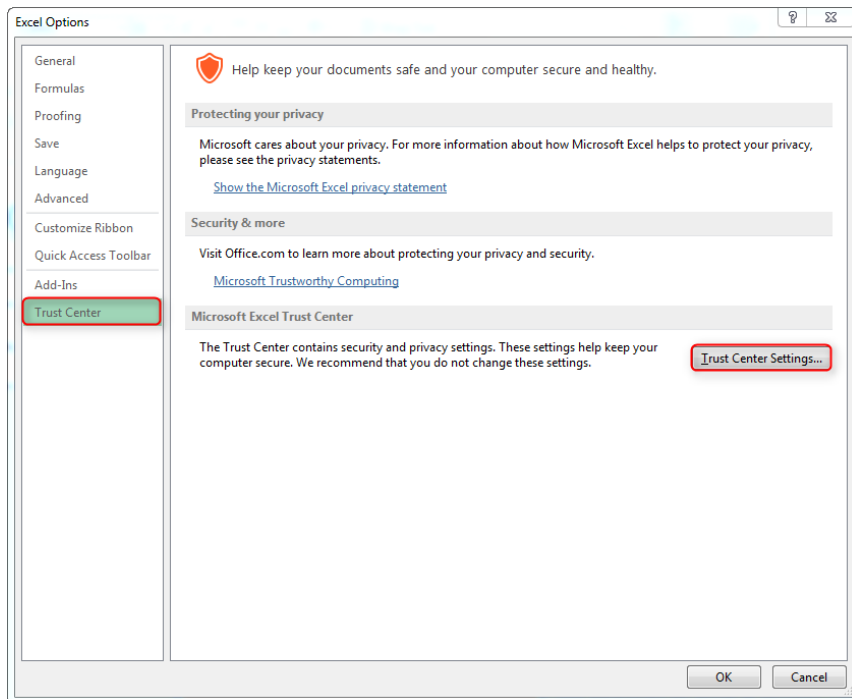 Excel Options
General
Formulas
Proofing
Save
Language
Advanced
Customize Ribbon
Quick Access Toolbar
Add-Ins
Trust Center
Help keep your documents safe and your computer secure and healthy.
Protecting your privacy
Microsoft cares about your privacy. For more information about how Microsoft Excel helps to protect your privacy,
please see the privacy statements.
Show the Microsoft Excel privacy statement
Security & more
Visit Office.com to learn more about protecting your privacy and security.
Microsoft Trustworthy Computing
Microsoft Excel Trust Center
The Trust Center contains security and privacy settings. These settings help keep your
computer secure. We recommend that you do not change these settings.
Trust Center Settings...
OK
Cancel